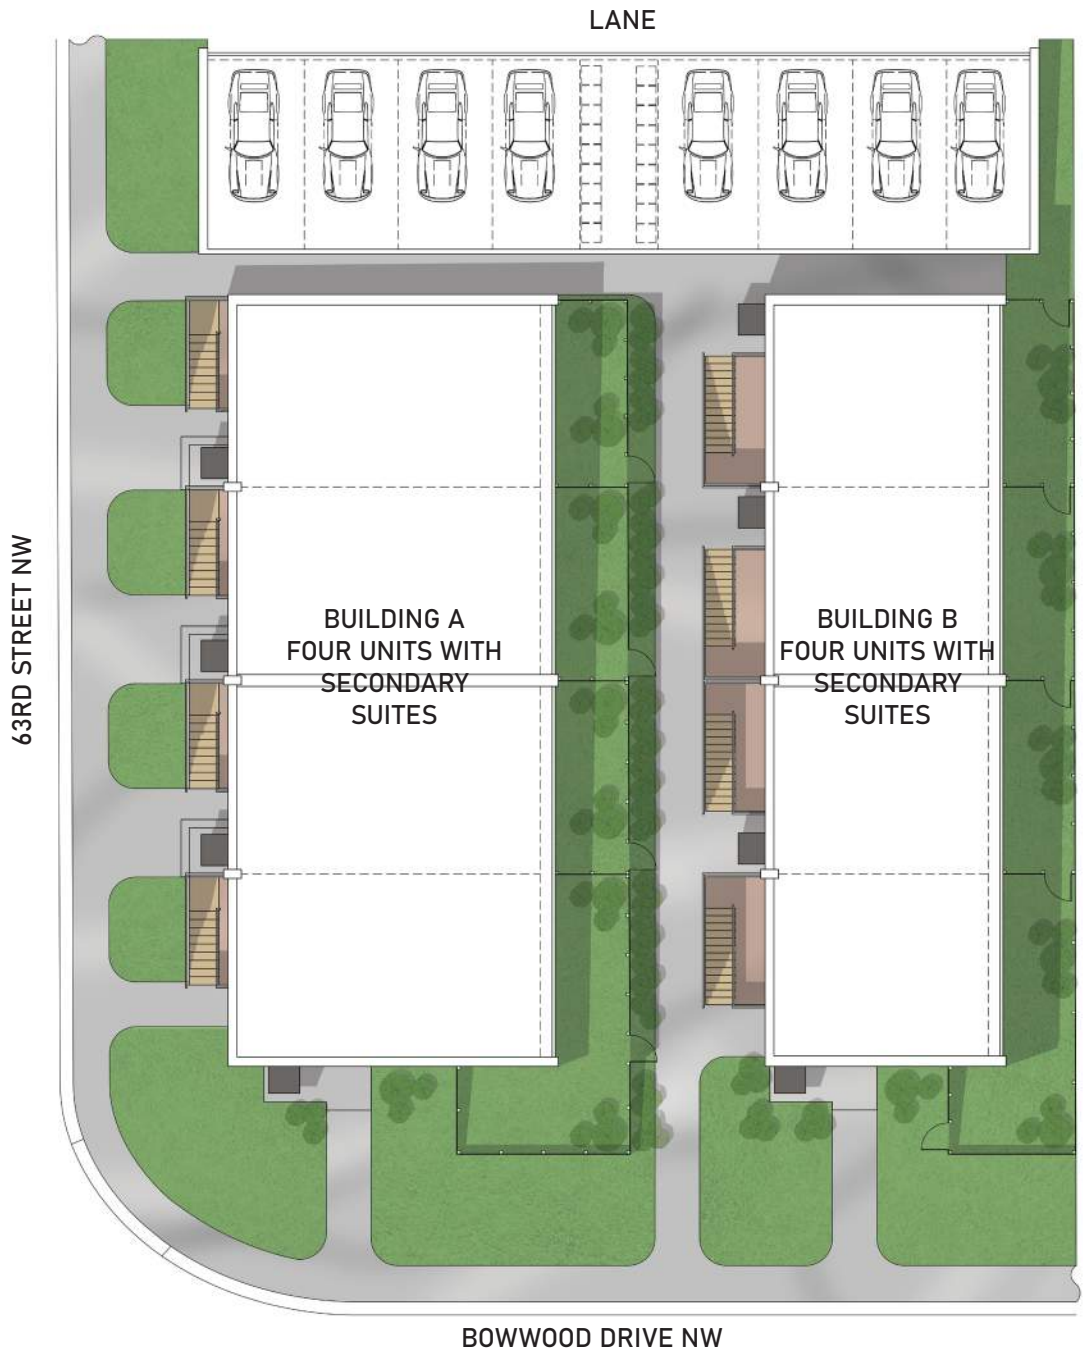 LANE
63RD STREET NW
BUILDING A
FOUR UNITS WITH
SECONDARY
SUITES
BUILDING B
FOUR UNITS WITH
SECONDARY
SUITES
BOWWOOD DRIVE NW